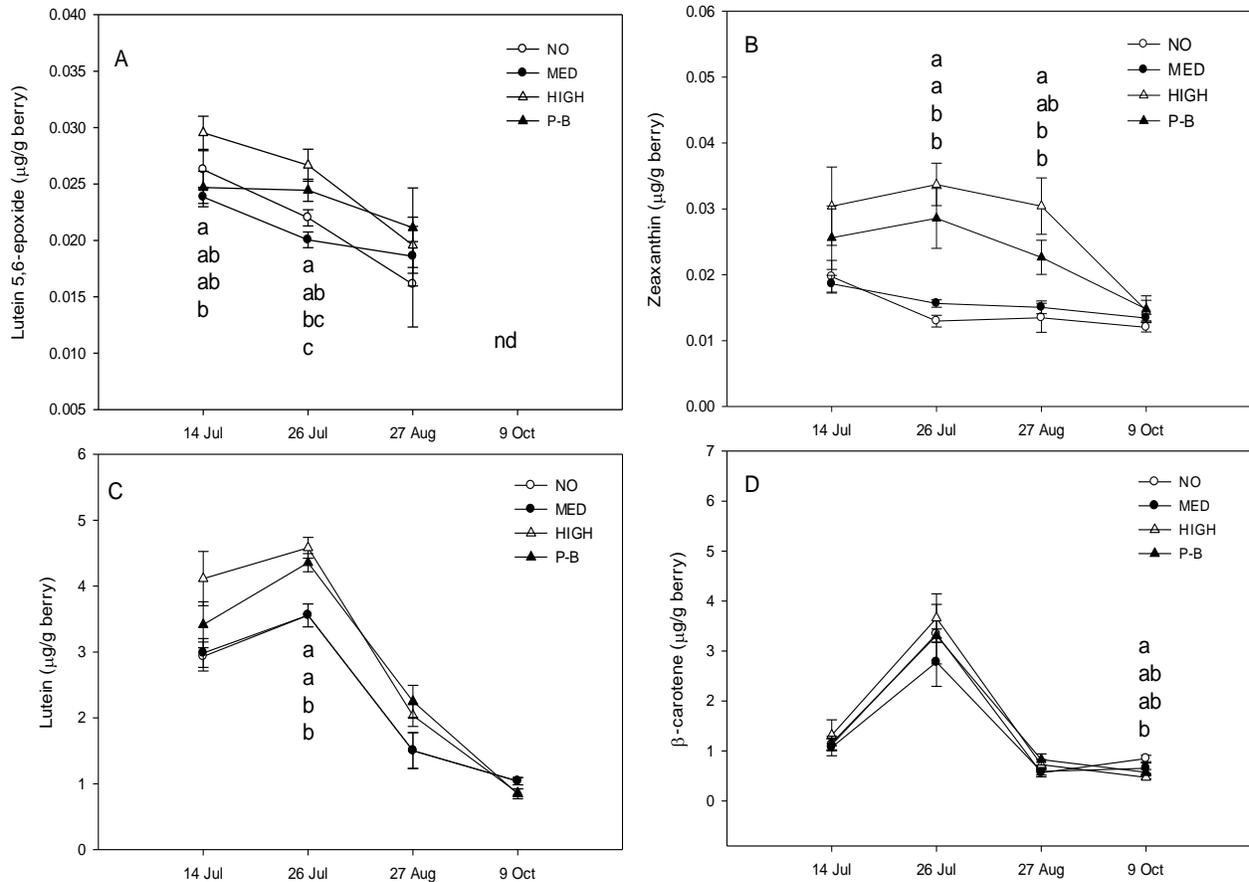 A
0.040
0.035
0.030
0.025
0.020
0.015
0.010
0.005
Lutein 5,6-epoxide (μg/g berry)
NO
MED
HIGH
P-B
a
ab
ab
b
a
ab
bc
c
nd
14 Jul
26 Jul
27 Aug
9 Oct
B
0.06
0.05
0.04
0.03
0.02
0.01
0.00
Zeaxanthin (μg/g berry)
NO
MED
HIGH
P-B
a
a
b
b
a
ab
b
b
14 Jul
26 Jul
27 Aug
9 Oct
C
6
5
4
3
2
1
0
Lutein (μg/g berry)
NO
MED
HIGH
P-B
a
a
b
b
14 Jul
26 Jul
27 Aug
9 Oct
D
7
6
5
4
3
2
1
0
β-carotene (μg/g berry)
NO
MED
HIGH
P-B
a
ab
ab
b
14 Jul
26 Jul
27 Aug
9 Oct